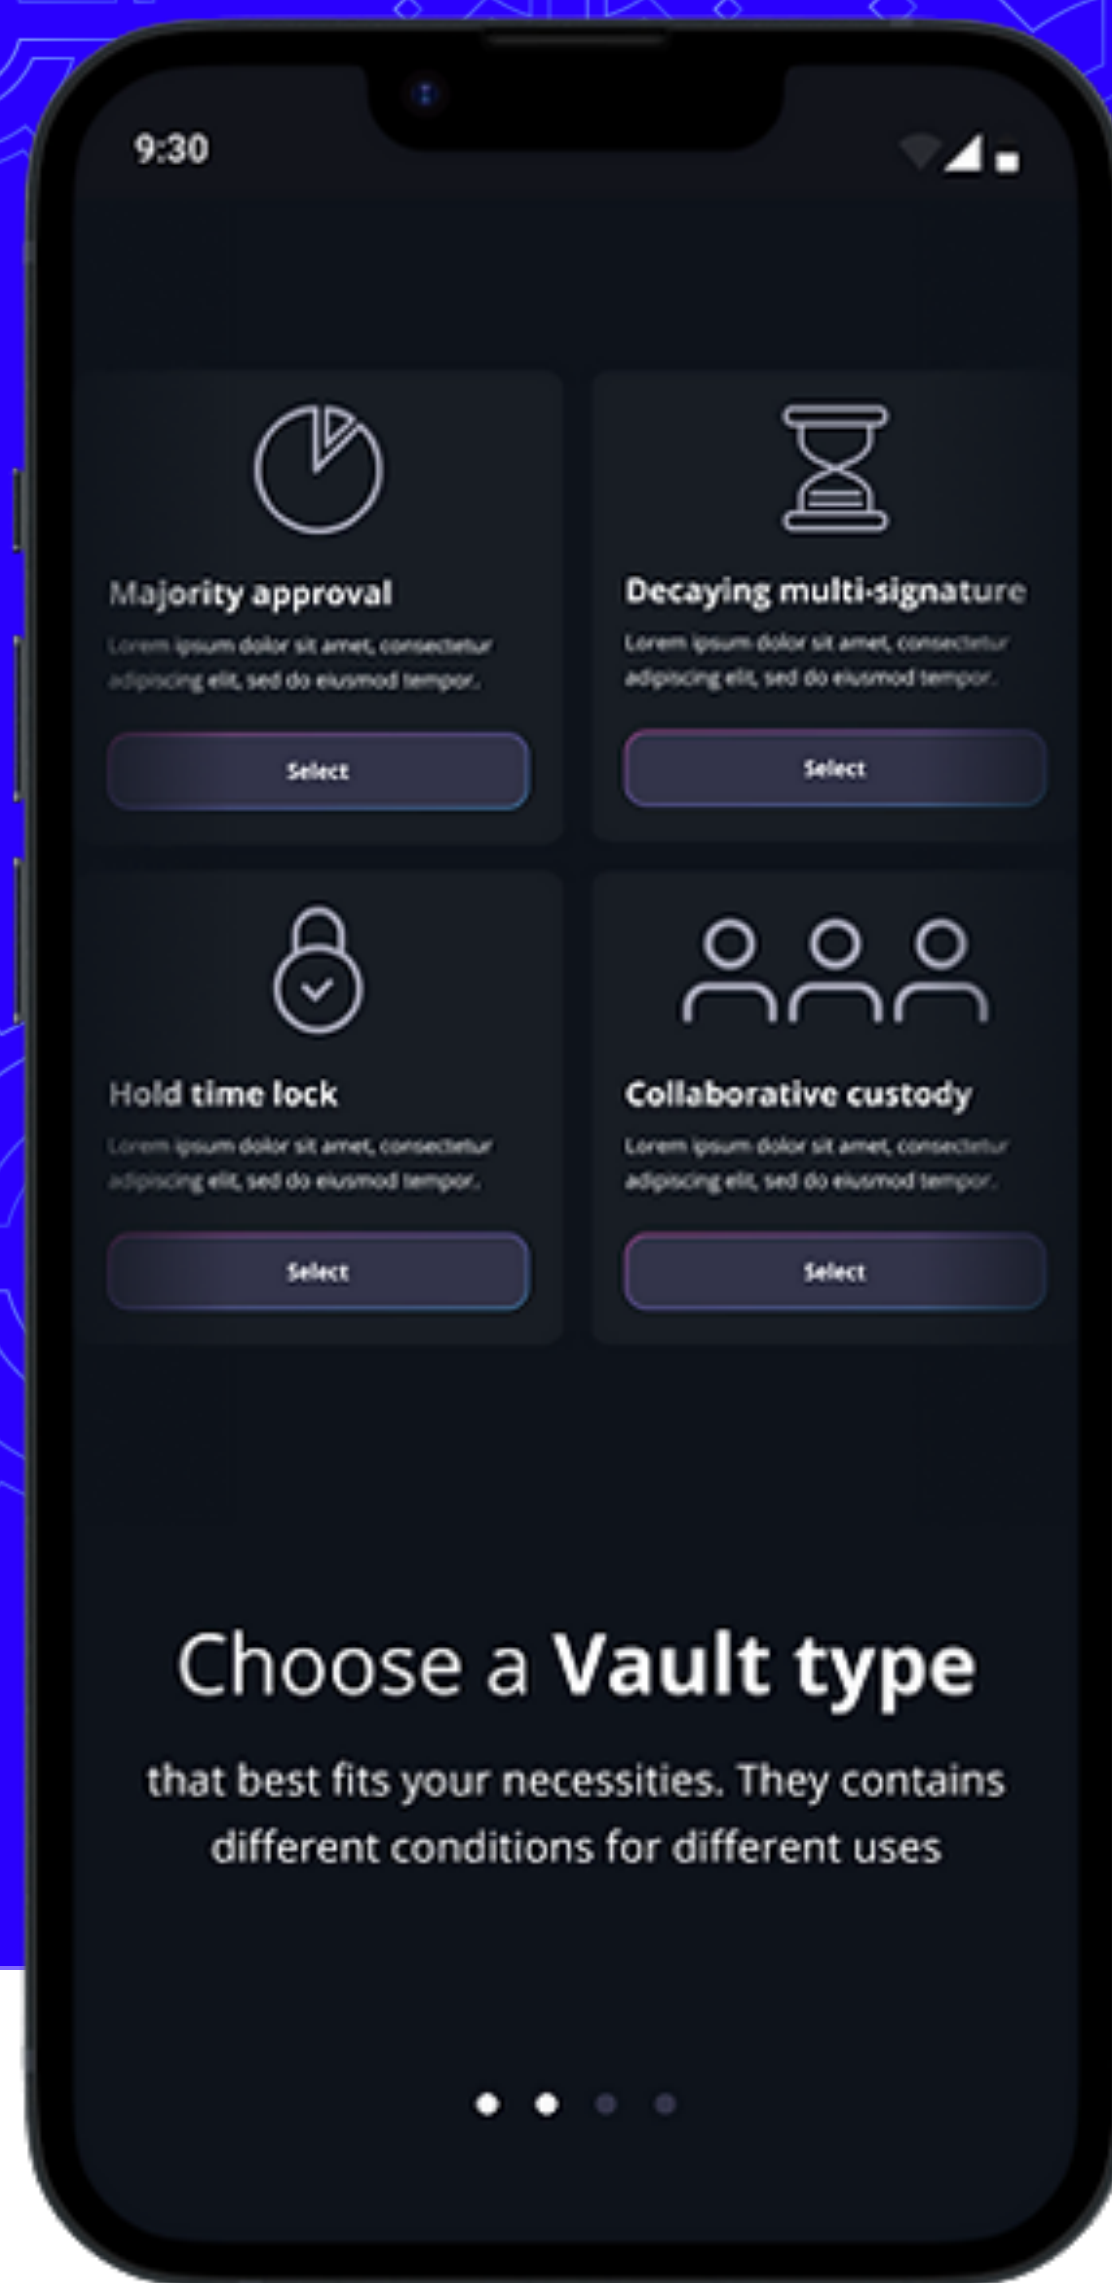 9:30
Majority approval
Lorem ipsum dolor sit amet, consectetur
adipiscing elit, sed do eiusmod tempor.
Select
Decaying multi-signature
Lorem ipsum dolor sit amet, consectetur
adipiscing elit, sed do eiusmod tempor.
Select
Hold time lock
Lorem ipsum dolor sit amet, consectetur
adipiscing elit, sed do eiusmod tempor.
Select
Collaborative custody
Lorem ipsum dolor sit amet, consectetur
adipiscing elit, sed do eiusmod tempor.
Select
Choose a Vault type
that best fits your necessities. They contains
different conditions for different uses